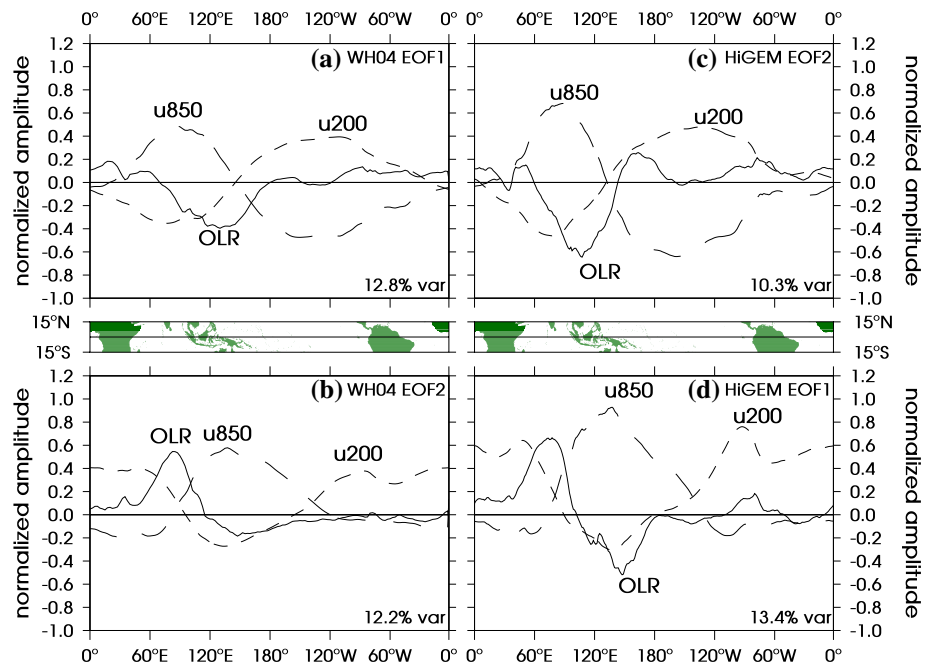 0° 60°E 120°E 180° 120°W 60°W 0° 0° 60°E 120°E 180° 120°W 60°W 0°
normalized amplitude
1.2
1.0
0.8
0.6
0.4
0.2
0.0
-0.2
-0.4
-0.6
-0.8
-1.0
(a) WH04 EOF1
u850
u200
OLR
12.8% var
(c) HiGEM EOF2
u850
u200
OLR
10.3% var
1.2
1.0
0.8
0.6
0.4
0.2
0.0
-0.2
-0.4
-0.6
-0.8
-1.0
normalized amplitude
15°N
15°S
15°N
15°S
normalized amplitude
1.2
1.0
0.8
0.6
0.4
0.2
0.0
-0.2
-0.4
-0.6
-0.8
-1.0
(b) WH04 EOF2
OLR u850
u200
12.2% var
(d) HiGEM EOF1
u850
u200
OLR
13.4% var
1.2
1.0
0.8
0.6
0.4
0.2
0.0
-0.2
-0.4
-0.6
-0.8
-1.0
normalized amplitude
0° 60°E 120°E 180° 120°W 60°W 0° 0° 60°E 120°E 180° 120°W 60°W 0°